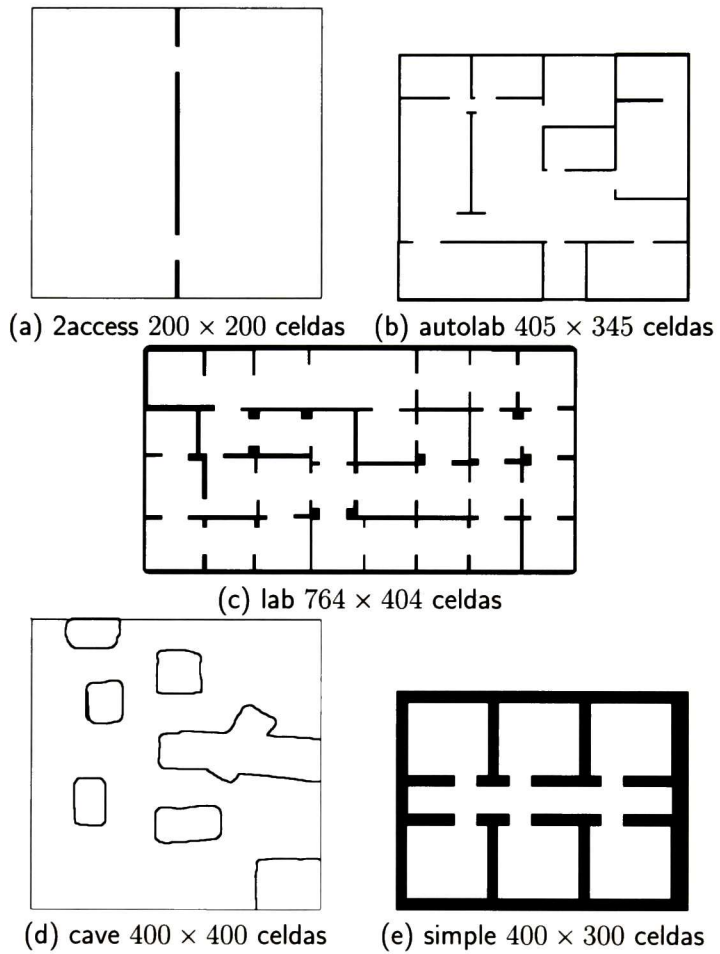 (a) 2access 200 × 200 celdas
(b) autolab 405 × 345 celdas
(c) lab 764 × 404 celdas
(d) cave 400 × 400 celdas
(e) simple 400 × 300 celdas